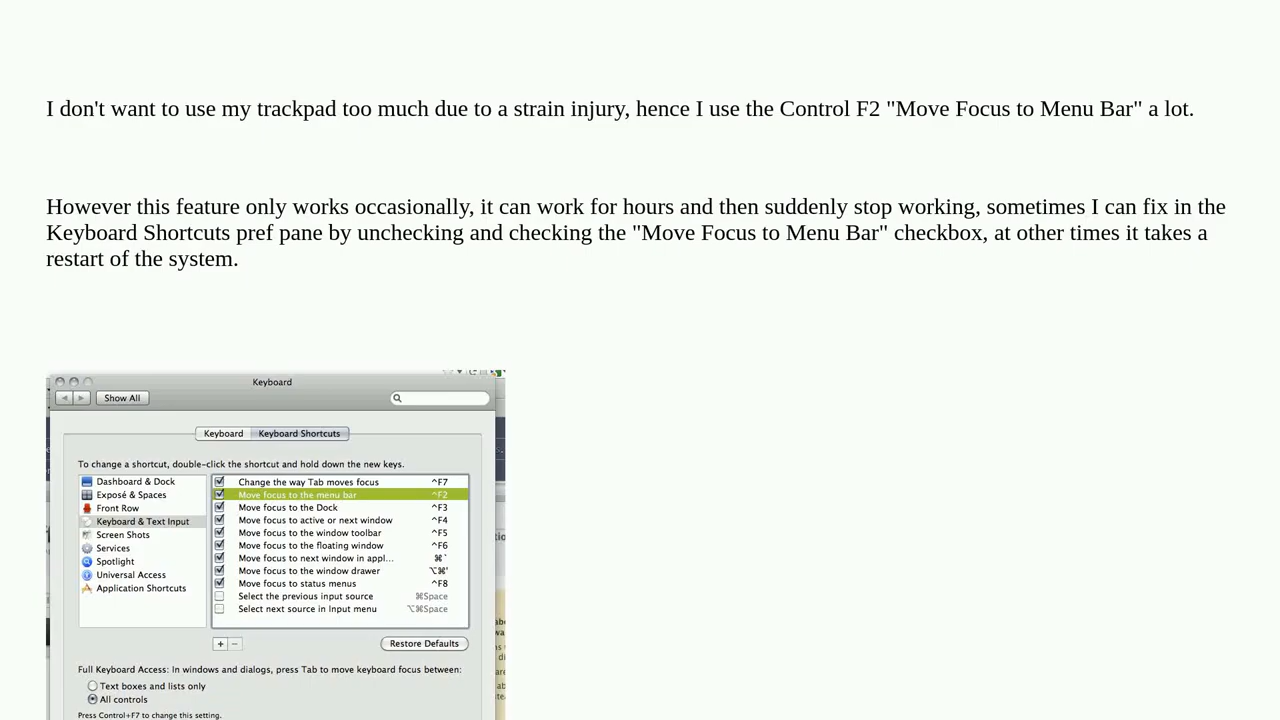 I don't want to use my trackpad too much due to a strain injury, hence I use the Control F2 "Move Focus to Menu Bar" a lot.
However this feature only works occasionally, it can work for hours and then suddenly stop working, sometimes I can fix in the
Keyboard Shortcuts pref pane by unchecking and checking the "Move Focus to Menu Bar" checkbox, at other times it takes a
restart of the system.
Keyboard
Show All
Keyboard Keyboard Shortcuts
To change a shortcut, double-click the shortcut and hold down the new keys.
Dashboard & Dock
Exposé & Spaces
Front Row
Keyboard & Text Input
Screen Shots
Services
Spotlight
Universal Access
Application Shortcuts
Change the way Tab moves focus ^F7
Move focus to the menu bar ^F2
Move focus to the Dock ^F3
Move focus to active or next window ^F4
Move focus to the window toolbar ^F5
Move focus to the floating window ^F6
Move focus to next window in appl... ⌘`
Move focus to the window drawer ⌥⌘'
Move focus to status menus ^F8
Select the previous input source ⌘Space
Select next source in Input menu ⌥⌘Space
+ −
Restore Defaults
Full Keyboard Access: In windows and dialogs, press Tab to move keyboard focus between:
Text boxes and lists only
All controls
Press Control+F7 to change this setting.